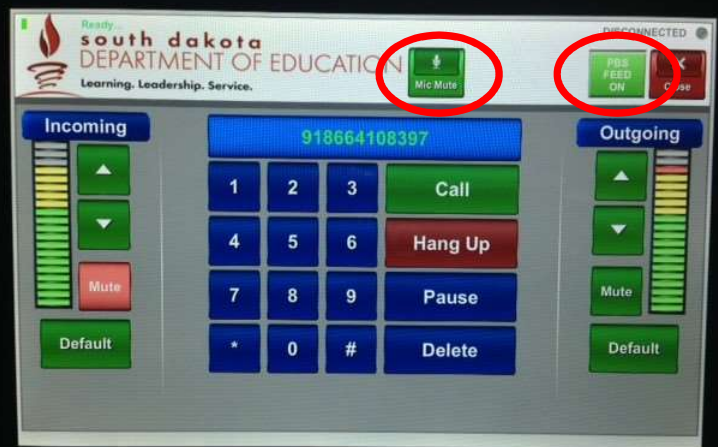 Ready...
DISCONNECTED
south dakota
DEPARTMENT OF EDUCATION
Learning. Leadership. Service.
Mic Mute
PBS
FEED
ON
Close
Incoming
918664108397
Outgoing
1 2 3 Call
4 5 6 Hang Up
Mute
7 8 9 Pause
Mute
Default
* 0 # Delete
Default